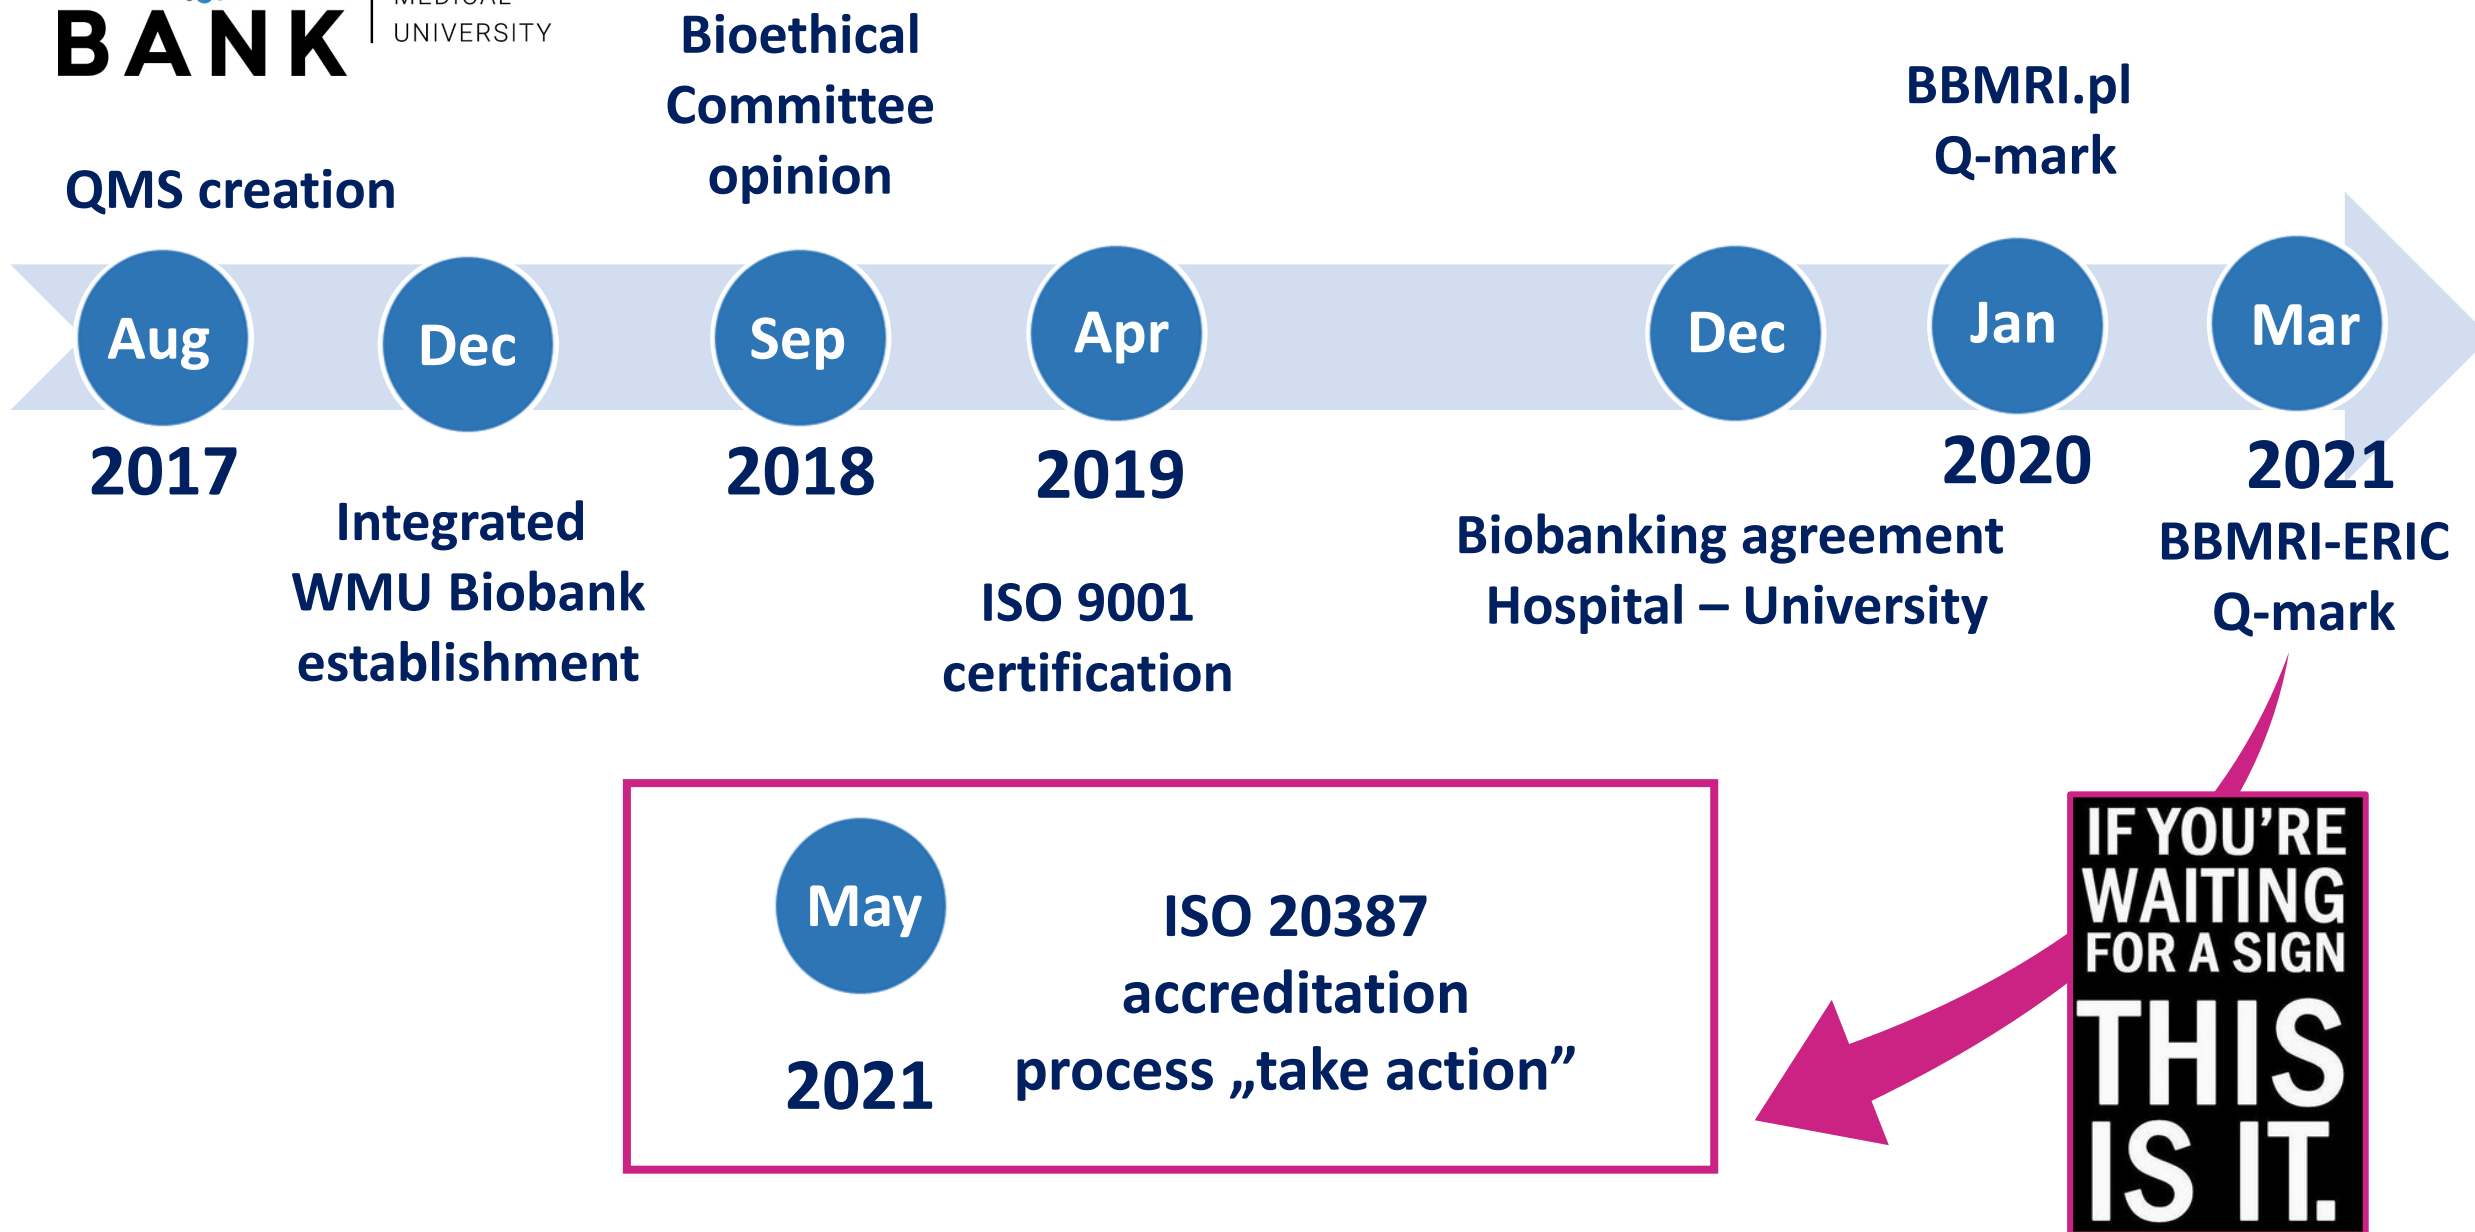 BANK
MEDICAL
UNIVERSITY
QMS creation
Bioethical
Committee
opinion
BBMRI.pl
Q-mark
Aug
Dec
Sep
Apr
Dec
Jan
Mar
2017
2018
2019
2020
2021
Integrated
WMU Biobank
establishment
ISO 9001
certification
Biobanking agreement
Hospital – University
BBMRI-ERIC
Q-mark
May
2021
ISO 20387
accreditation
process „take action”
IF YOU'RE
WAITING
FOR A SIGN
THIS
IS IT.